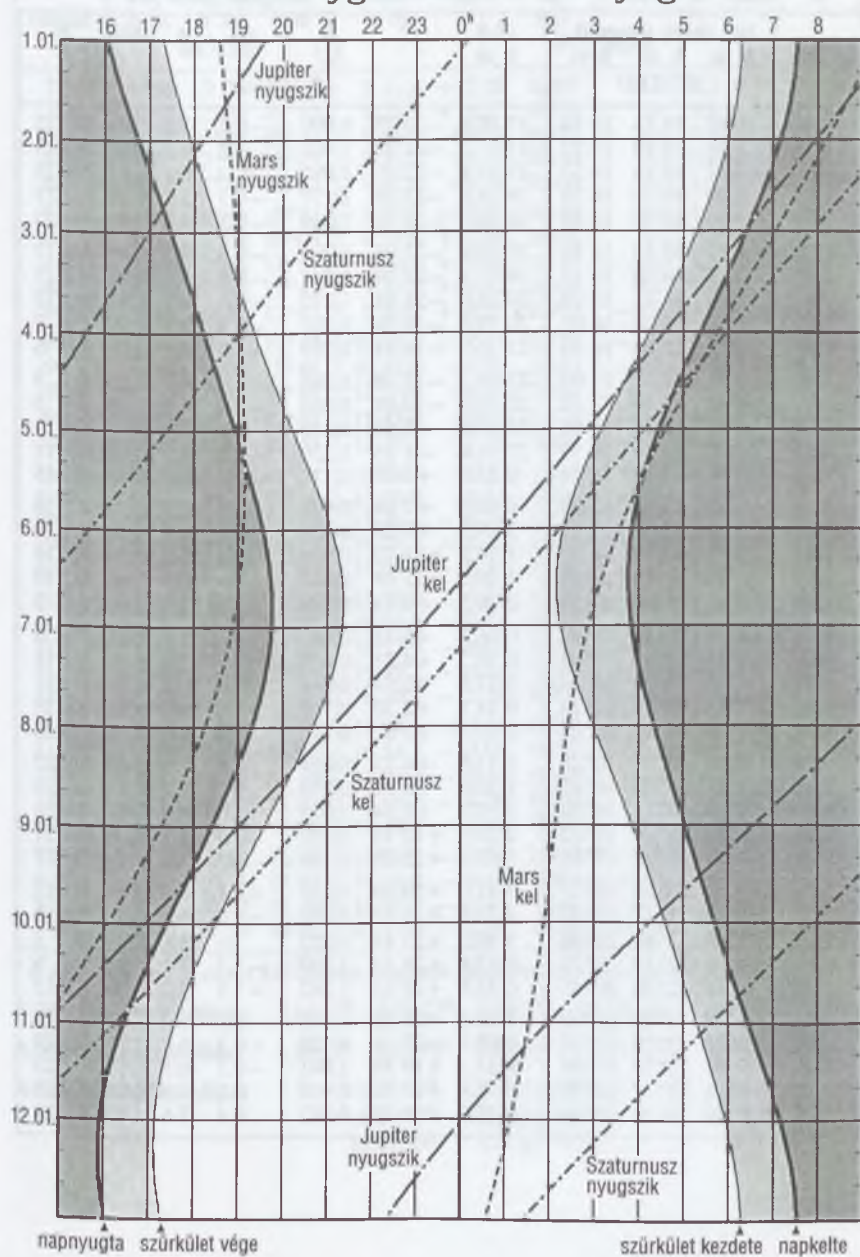 16 17 18 19 20 21 22 23 0h 1 2 3 4 5 6 7 8
1.01.
Jupiter
nyugszik
2.01.
Mars
nyugszik
3.01.
Szaturnusz
nyugszik
4.01.
5.01.
6.01.
Jupiter
kel
7.01.
8.01.
Szaturnusz
kel
9.01.
Mars
kel
10.01.
11.01.
12.01.
Jupiter
nyugszik
Szaturnusz
nyugszik
napnyugta szürkület vége szürkület kezdete napkelte